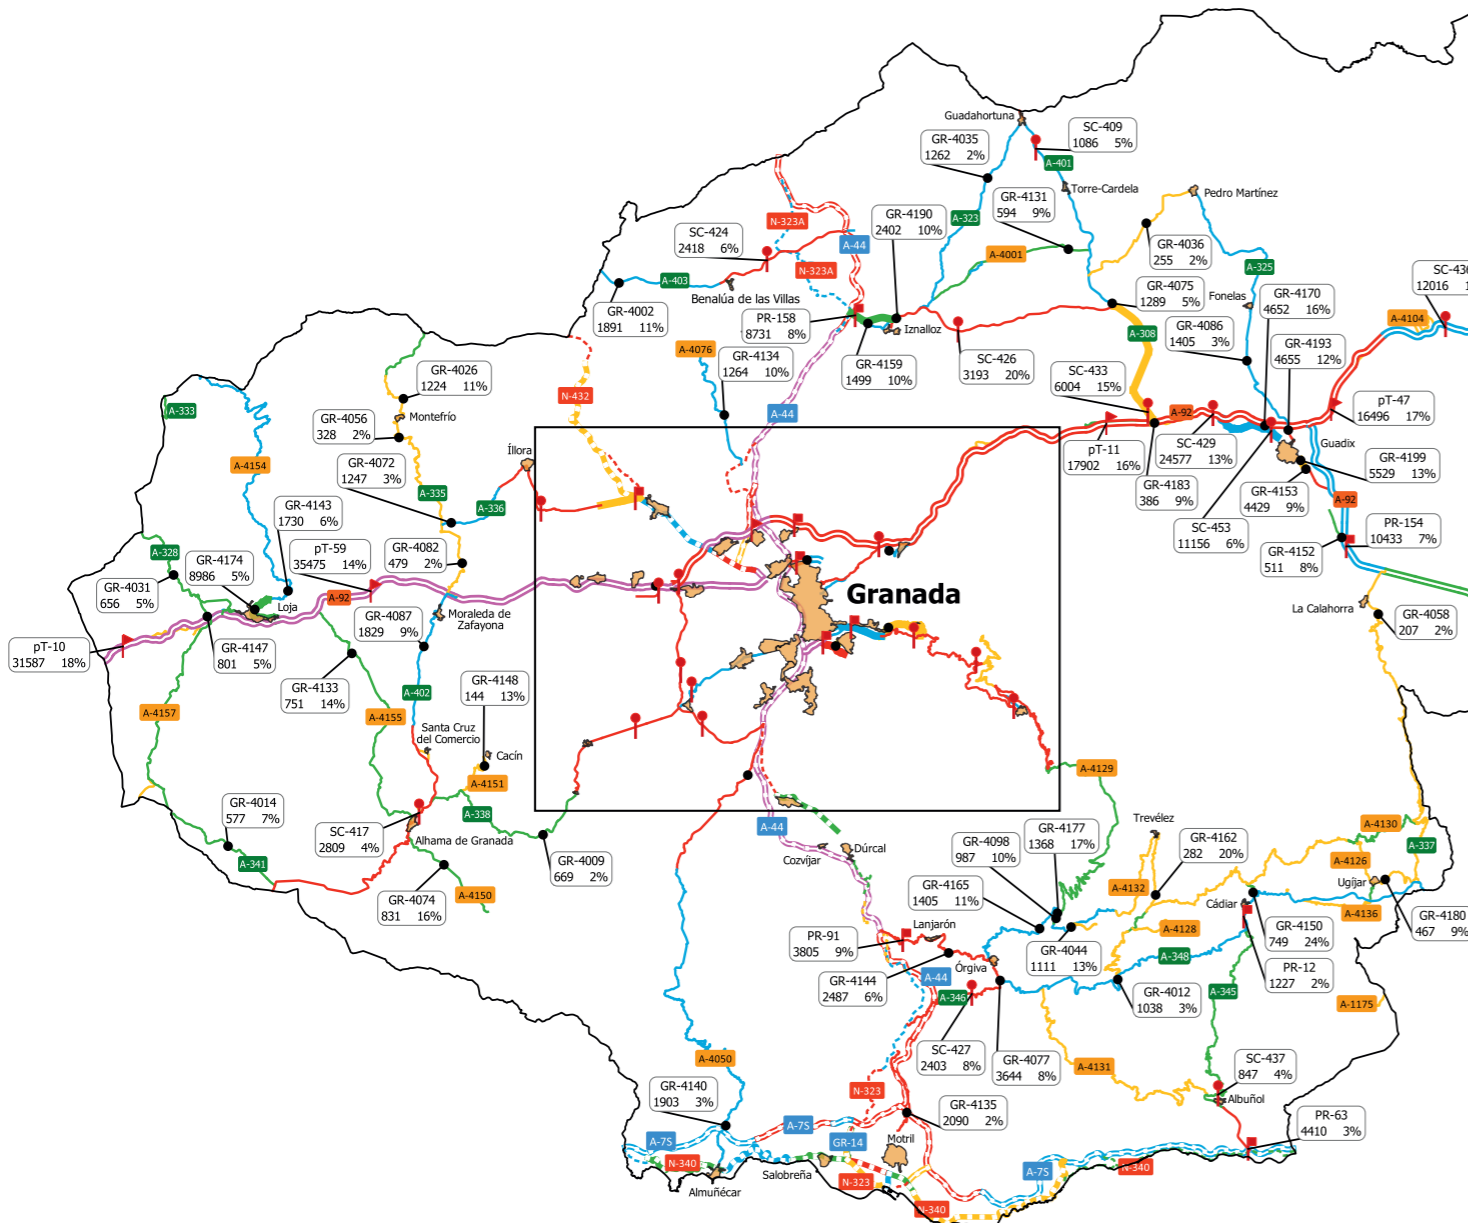 Guadahortuna
SC-409
1086 5%
GR-4035
1262 2%
A-401
Torre-Cardela
GR-4131
594 9%
Pedro Martínez
GR-4190
2402 10%
A-323
N-323A
SC-424
2418 6%
A-44
GR-4036
255 2%
A-4001
N-323A
A-325
A-403
Benalúa de las Villas
GR-4002
1891 11%
PR-158
8731 8%
Iznalloz
GR-4075
1289 5%
Fonelas
GR-4170
4652 16%
SC-436
12016 1
A-4104
A-308
GR-4086
1405 3%
GR-4193
4655 12%
A-4076
GR-4134
1264 10%
GR-4159
1499 10%
SC-426
3193 20%
SC-433
6004 15%
GR-4026
1224 11%
N-432
A-333
Montefrío
A-44
A-92
pT-47
16496 17%
GR-4056
328 2%
Íllora
pT-11
17902 16%
SC-429
24577 13%
Guadix
GR-4072
1247 3%
A-4154
GR-4199
5529 13%
A-335
GR-4183
386 9%
GR-4153
4429 9%
A-92
GR-4143
1730 6%
A-336
SC-453
11156 6%
PR-154
10433 7%
A-328
GR-4174
8986 5%
pT-59
35475 14%
GR-4082
479 2%
GR-4152
511 8%
GR-4031
656 5%
Loja
A-92
Granada
La Calahorra
Moraleda de
Zafayona
GR-4058
207 2%
pT-10
31587 18%
GR-4147
801 5%
GR-4087
1829 9%
GR-4133
751 14%
A-402
GR-4148
144 13%
A-4157
A-4155
Santa Cruz
del Comercio
Cacín
A-4151
A-4129
GR-4014
577 7%
SC-417
2809 4%
A-338
Alhama de Granada
A-44
Trevélez
A-4130
A-337
A-341
GR-4009
669 2%
Cozvíjar
Dúrcal
GR-4098
987 10%
GR-4177
1368 17%
GR-4162
282 20%
A-4126
Ugíjar
GR-4074
831 16%
A-4150
GR-4165
1405 11%
A-4132
Cádiar
A-4136
GR-4180
467 9%
Lanjarón
PR-91
3805 9%
A-4128
GR-4044
1111 13%
GR-4150
749 24%
Órgiva
A-348
GR-4144
2487 6%
A-44
PR-12
1227 2%
A-346
GR-4012
1038 3%
A-345
A-1175
SC-427
2403 8%
GR-4077
3644 8%
A-4050
A-4131
SC-437
847 4%
Albuñol
GR-4140
1903 3%
N-323
GR-4135
2090 2%
PR-63
4410 3%
A-7S
A-7S
GR-14
Motril
N-340
Salobreña
A-7S
N-340
Almuñécar
N-323
N-340